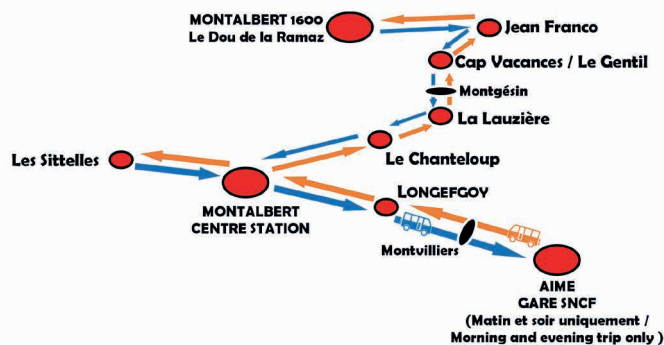 MONTALBERT 1600
Le Dou de la Ramaz
Jean Franco
Cap Vacances / Le Gentil
Montgésin
La Lauzière
Le Chanteloup
Les Sittelles
MONTALBERT
CENTRE STATION
LONGEFGOY
Montvilliers
AIME
GARE SNCF
(Matin et soir uniquement /
Morning and evening trip only )